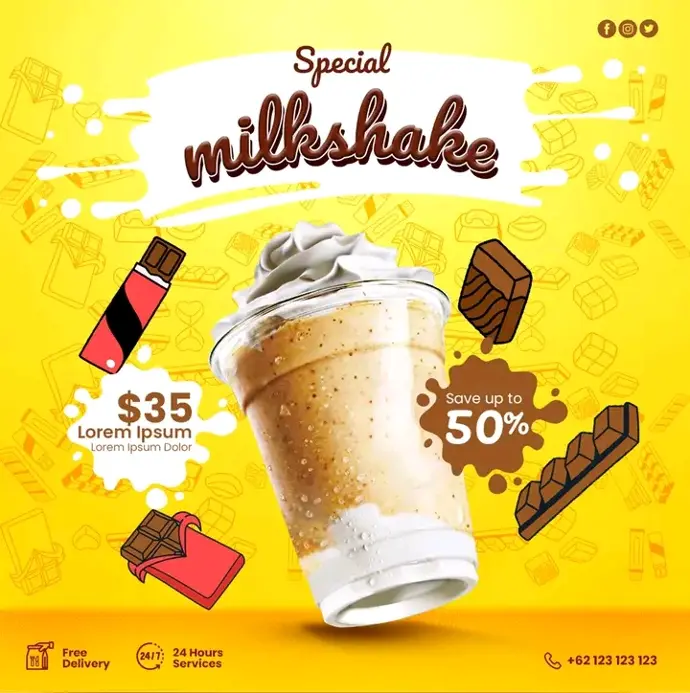 Special
milkshake
$35
Lorem Ipsum
Lorem Ipsum Dolor
Save up to
50%
Free
Delivery
24/7
24 Hours
Services
+62 123 123 123